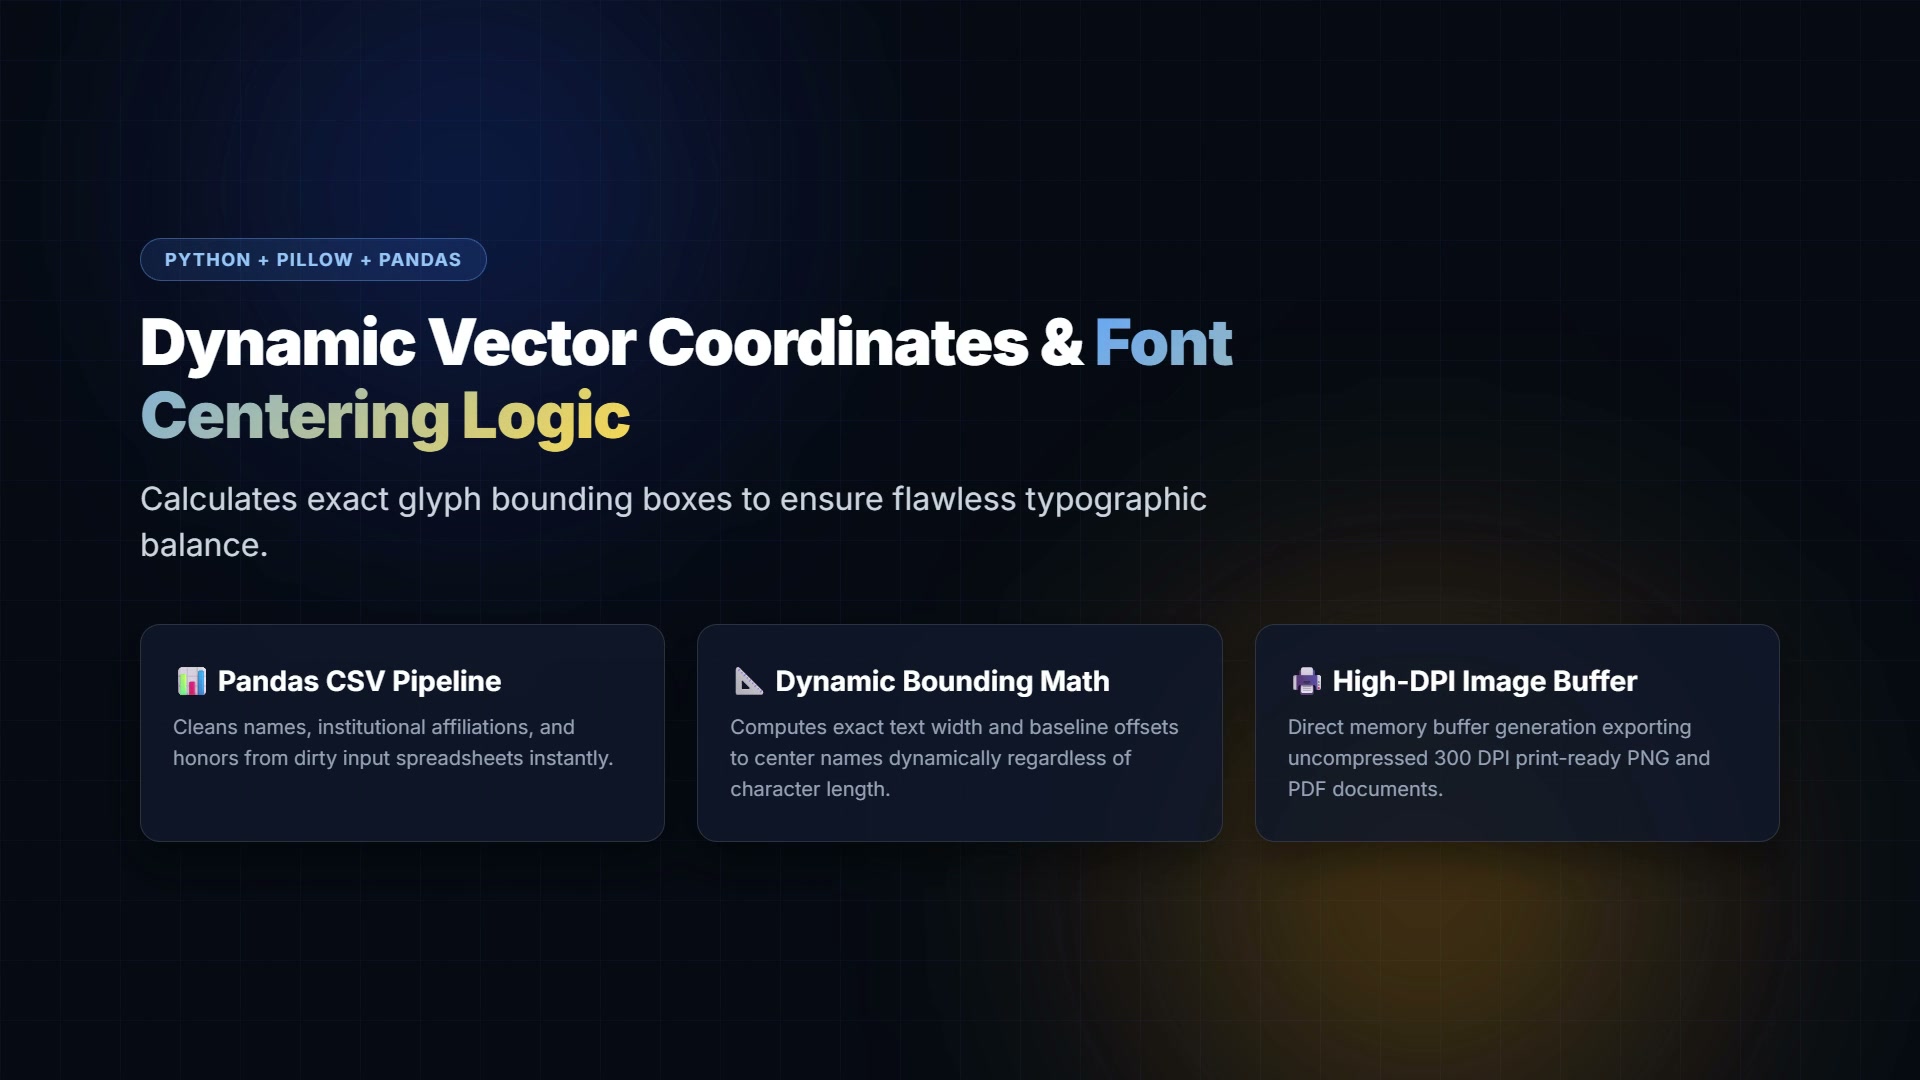 PYTHON + PILLOW + PANDAS
Dynamic Vector Coordinates & Font
Centering Logic
Calculates exact glyph bounding boxes to ensure flawless typographic
balance.
Pandas CSV Pipeline
Cleans names, institutional affiliations, and
honors from dirty input spreadsheets instantly.
Dynamic Bounding Math
Computes exact text width and baseline offsets
to center names dynamically regardless of
character length.
High-DPI Image Buffer
Direct memory buffer generation exporting
uncompressed 300 DPI print-ready PNG and
PDF documents.